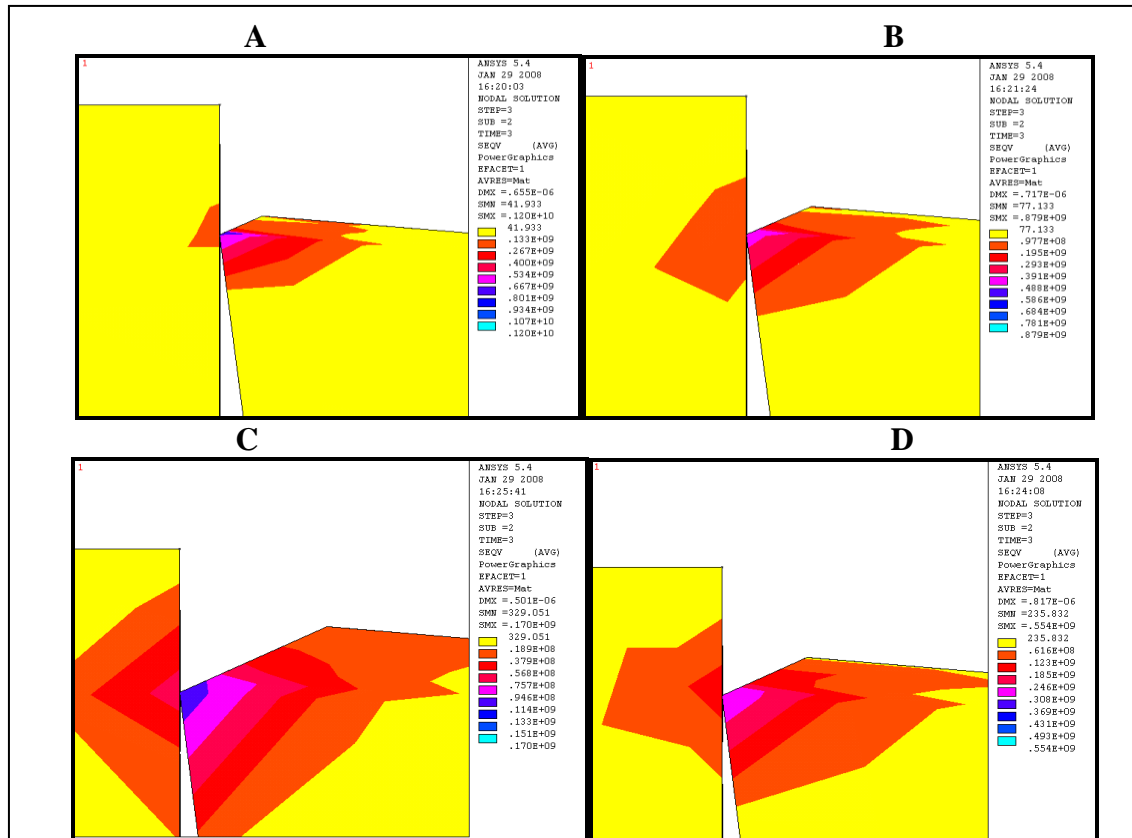 A
1
ANSYS 5.4
JAN 29 2008
16:20:03
NODAL SOLUTION
STEP=3
SUB =2
TIME=3
SEQV (AVG)
PowerGraphics
EFACET=1
AVRES=Mat
DMX =.655E-06
SMN =41.933
SMX =.120E+10
41.933
.133E+09
.267E+09
.400E+09
.534E+09
.667E+09
.801E+09
.934E+09
.107E+10
.120E+10
B
1
ANSYS 5.4
JAN 29 2008
16:21:24
NODAL SOLUTION
STEP=3
SUB =2
TIME=3
SEQV (AVG)
PowerGraphics
EFACET=1
AVRES=Mat
DMX =.717E-06
SMN =77.133
SMX =.879E+09
77.133
.977E+08
.195E+09
.293E+09
.391E+09
.488E+09
.586E+09
.684E+09
.781E+09
.879E+09
C
1
ANSYS 5.4
JAN 29 2008
16:25:41
NODAL SOLUTION
STEP=3
SUB =2
TIME=3
SEQV (AVG)
PowerGraphics
EFACET=1
AVRES=Mat
DMX =.501E-06
SMN =329.051
SMX =.170E+09
329.051
.189E+08
.379E+08
.568E+08
.757E+08
.946E+08
.114E+09
.133E+09
.151E+09
.170E+09
D
1
ANSYS 5.4
JAN 29 2008
16:24:08
NODAL SOLUTION
STEP=3
SUB =2
TIME=3
SEQV (AVG)
PowerGraphics
EFACET=1
AVRES=Mat
DMX =.817E-06
SMN =235.832
SMX =.554E+09
235.832
.616E+08
.123E+09
.185E+09
.246E+09
.308E+09
.369E+09
.431E+09
.493E+09
.554E+09